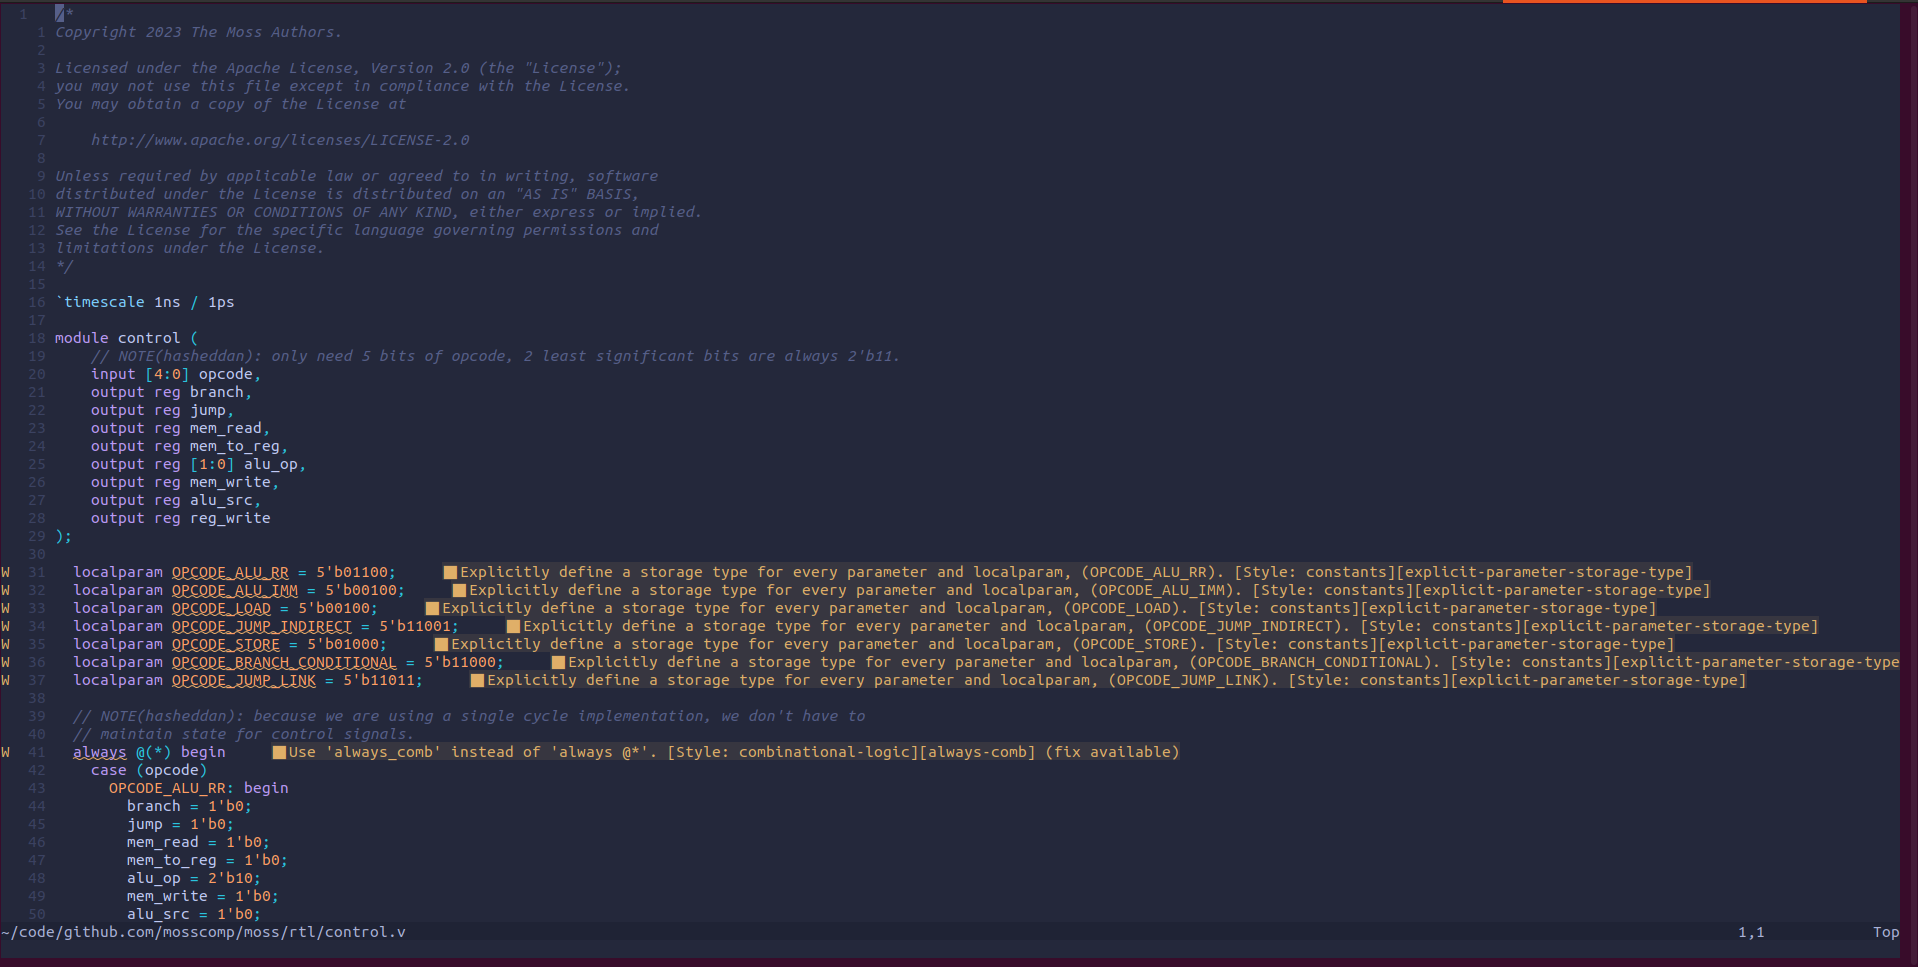 1 /*
1 Copyright 2023 The Moss Authors.
2
3 Licensed under the Apache License, Version 2.0 (the "License");
4 you may not use this file except in compliance with the License.
5 You may obtain a copy of the License at
6
7 http://www.apache.org/licenses/LICENSE-2.0
8
9 Unless required by applicable law or agreed to in writing, software
10 distributed under the License is distributed on an "AS IS" BASIS,
11 WITHOUT WARRANTIES OR CONDITIONS OF ANY KIND, either express or implied.
12 See the License for the specific language governing permissions and
13 limitations under the License.
14 */
15
16 `timescale 1ns / 1ps
17
18 module control (
19 // NOTE(hasheddan): only need 5 bits of opcode, 2 least significant bits are always 2'b11.
20 input [4:0] opcode,
21 output reg branch,
22 output reg jump,
23 output reg mem_read,
24 output reg mem_to_reg,
25 output reg [1:0] alu_op,
26 output reg mem_write,
27 output reg alu_src,
28 output reg reg_write
29 );
30
W 31 localparam OPCODE_ALU_RR = 5'b01100; Explicitly define a storage type for every parameter and localparam, (OPCODE_ALU_RR). [Style: constants][explicit-parameter-storage-type]
W 32 localparam OPCODE_ALU_IMM = 5'b00100; Explicitly define a storage type for every parameter and localparam, (OPCODE_ALU_IMM). [Style: constants][explicit-parameter-storage-type]
W 33 localparam OPCODE_LOAD = 5'b00100; Explicitly define a storage type for every parameter and localparam, (OPCODE_LOAD). [Style: constants][explicit-parameter-storage-type]
W 34 localparam OPCODE_JUMP_INDIRECT = 5'b11001; Explicitly define a storage type for every parameter and localparam, (OPCODE_JUMP_INDIRECT). [Style: constants][explicit-parameter-storage-type]
W 35 localparam OPCODE_STORE = 5'b01000; Explicitly define a storage type for every parameter and localparam, (OPCODE_STORE). [Style: constants][explicit-parameter-storage-type]
W 36 localparam OPCODE_BRANCH_CONDITIONAL = 5'b11000; Explicitly define a storage type for every parameter and localparam, (OPCODE_BRANCH_CONDITIONAL). [Style: constants][explicit-parameter-storage-type
W 37 localparam OPCODE_JUMP_LINK = 5'b11011; Explicitly define a storage type for every parameter and localparam, (OPCODE_JUMP_LINK). [Style: constants][explicit-parameter-storage-type]
38
39 // NOTE(hasheddan): because we are using a single cycle implementation, we don't have to
40 // maintain state for control signals.
W 41 always @(*) begin Use 'always_comb' instead of 'always @*'. [Style: combinational-logic][always-comb] (fix available)
42 case (opcode)
43 OPCODE_ALU_RR: begin
44 branch = 1'b0;
45 jump = 1'b0;
46 mem_read = 1'b0;
47 mem_to_reg = 1'b0;
48 alu_op = 2'b10;
49 mem_write = 1'b0;
50 alu_src = 1'b0;
~/code/github.com/mosscomp/moss/rtl/control.v 1,1 Top